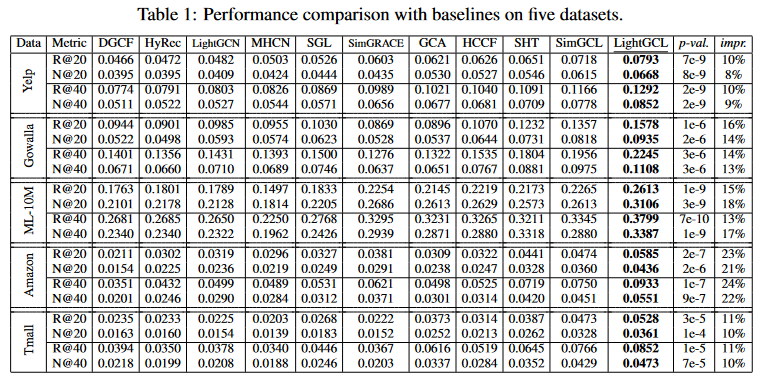 Table 1: Performance comparison with baselines on five datasets.
Data Metric DGCF HyRec LightGCN MHCN SGL SimGRACE GCA HCCF SHT SimGCL LightGCL p-val. impr.
Yelp
R@20 0.0466 0.0472 0.0482 0.0503 0.0526 0.0603 0.0621 0.0626 0.0651 0.0718 0.0793 7e-9 10%
N@20 0.0395 0.0395 0.0409 0.0424 0.0444 0.0435 0.0530 0.0527 0.0546 0.0615 0.0668 8e-9 8%
R@40 0.0774 0.0791 0.0803 0.0826 0.0869 0.0989 0.1021 0.1040 0.1091 0.1166 0.1292 2e-9 10%
N@40 0.0511 0.0522 0.0527 0.0544 0.0571 0.0656 0.0677 0.0681 0.0709 0.0778 0.0852 2e-9 9%
Gowalla
R@20 0.0944 0.0901 0.0985 0.0955 0.1030 0.0869 0.0896 0.1070 0.1232 0.1357 0.1578 1e-6 16%
N@20 0.0522 0.0498 0.0593 0.0574 0.0623 0.0528 0.0537 0.0644 0.0731 0.0818 0.0935 2e-6 14%
R@40 0.1401 0.1356 0.1431 0.1393 0.1500 0.1276 0.1322 0.1535 0.1804 0.1956 0.2245 3e-6 14%
N@40 0.0671 0.0660 0.0710 0.0689 0.0746 0.0637 0.0651 0.0767 0.0881 0.0975 0.1108 3e-6 13%
ML-10M
R@20 0.1763 0.1801 0.1789 0.1497 0.1833 0.2254 0.2145 0.2219 0.2173 0.2265 0.2613 1e-9 15%
N@20 0.2101 0.2178 0.2128 0.1814 0.2205 0.2686 0.2613 0.2629 0.2573 0.2613 0.3106 3e-9 18%
R@40 0.2681 0.2685 0.2650 0.2250 0.2768 0.3295 0.3231 0.3265 0.3211 0.3345 0.3799 7e-10 13%
N@40 0.2340 0.2340 0.2322 0.1962 0.2426 0.2939 0.2871 0.2880 0.3318 0.2880 0.3387 1e-9 17%
Amazon
R@20 0.0211 0.0302 0.0319 0.0296 0.0327 0.0381 0.0309 0.0322 0.0441 0.0474 0.0585 2e-7 23%
N@20 0.0154 0.0225 0.0236 0.0219 0.0249 0.0291 0.0238 0.0247 0.0328 0.0360 0.0436 2e-6 21%
R@40 0.0351 0.0432 0.0499 0.0489 0.0531 0.0621 0.0498 0.0525 0.0719 0.0750 0.0933 1e-7 24%
N@40 0.0201 0.0246 0.0290 0.0284 0.0312 0.0371 0.0301 0.0314 0.0420 0.0451 0.0551 9e-7 22%
Tmall
R@20 0.0235 0.0233 0.0225 0.0203 0.0268 0.0222 0.0373 0.0314 0.0387 0.0473 0.0528 3e-5 11%
N@20 0.0163 0.0160 0.0154 0.0139 0.0183 0.0152 0.0252 0.0213 0.0262 0.0328 0.0361 1e-4 10%
R@40 0.0394 0.0350 0.0378 0.0340 0.0446 0.0367 0.0616 0.0519 0.0645 0.0766 0.0852 1e-5 11%
N@40 0.0218 0.0199 0.0208 0.0188 0.0246 0.0203 0.0337 0.0284 0.0352 0.0429 0.0473 7e-5 10%